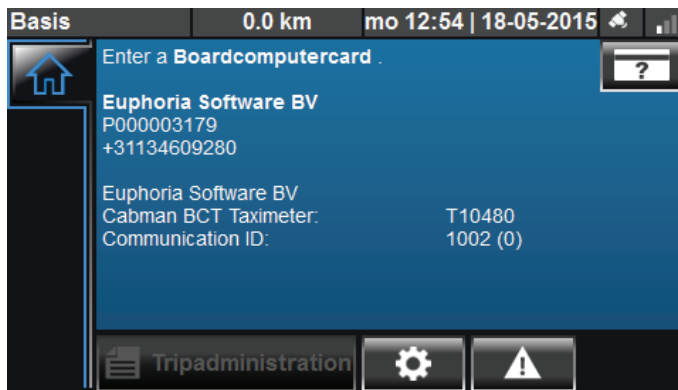 Basis 0.0 km mo 12:54 | 18-05-2015
Enter a Boardcomputercard .
?
Euphoria Software BV
P000003179
+31134609280
Euphoria Software BV
Cabman BCT Taximeter: T10480
Communication ID: 1002 (0)
Tripadministration